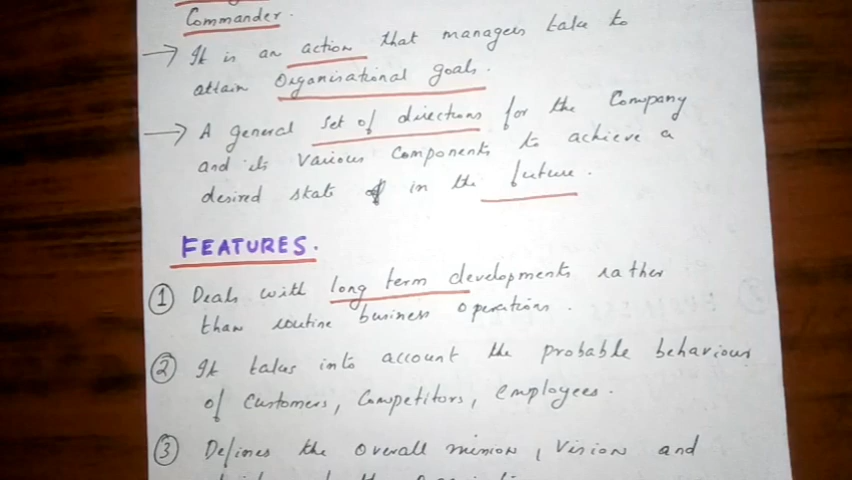 Commander.
→ It is an action that managers take to
attain Organisational goals.
→ A general set of directions for the Company
and its Various Components to achieve a
desired state in the future.
FEATURES.
① Deals with long term developments rather
than routine business operations.
② It takes into account the probable behaviour
of Customers, Competitors, employees.
③ Defines the overall mission, Vision and